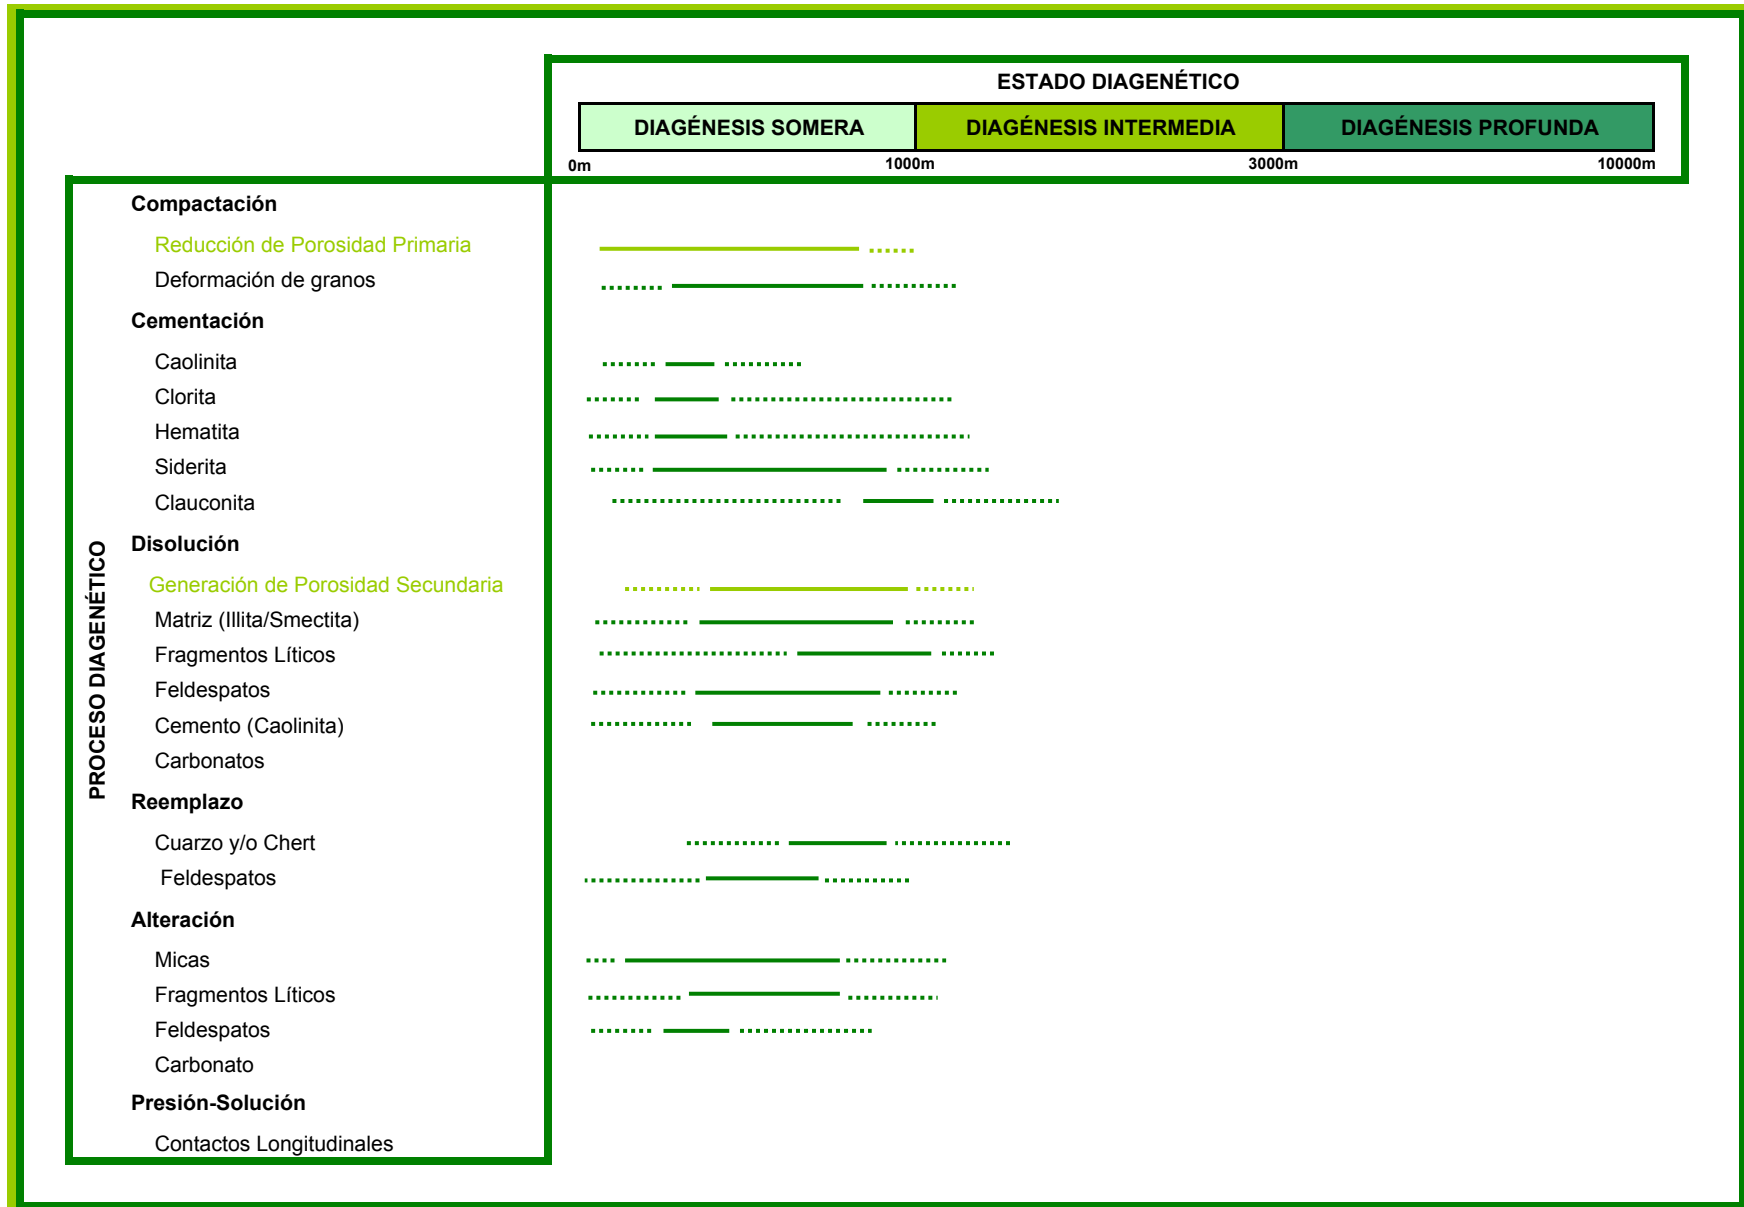 ESTADO DIAGENÉTICO
DIAGÉNESIS SOMERA DIAGÉNESIS INTERMEDIA DIAGÉNESIS PROFUNDA
0m 1000m 3000m 10000m
PROCESO DIAGENÉTICO
Compactación
Reducción de Porosidad Primaria
Deformación de granos
Cementación
Caolinita
Clorita
Hematita
Siderita
Clauconita
Disolución
Generación de Porosidad Secundaria
Matriz (Illita/Smectita)
Fragmentos Líticos
Feldespatos
Cemento (Caolinita)
Carbonatos
Reemplazo
Cuarzo y/o Chert
Feldespatos
Alteración
Micas
Fragmentos Líticos
Feldespatos
Carbonato
Presión-Solución
Contactos Longitudinales